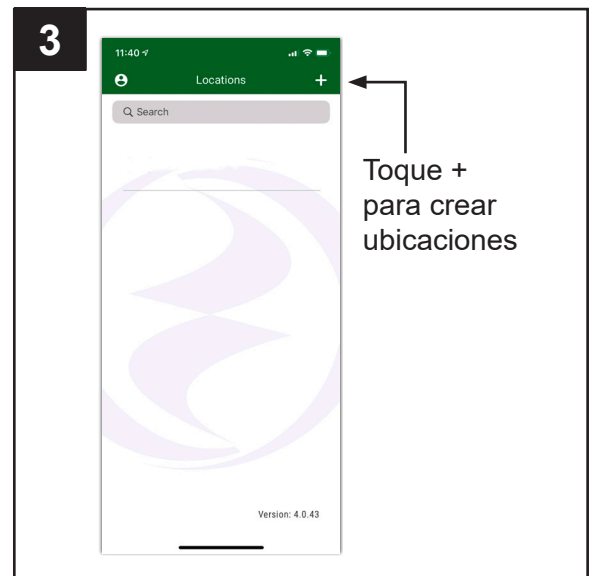 3
11:40
Locations +
Search
Toque +
para crear
ubicaciones
Version: 4.0.43